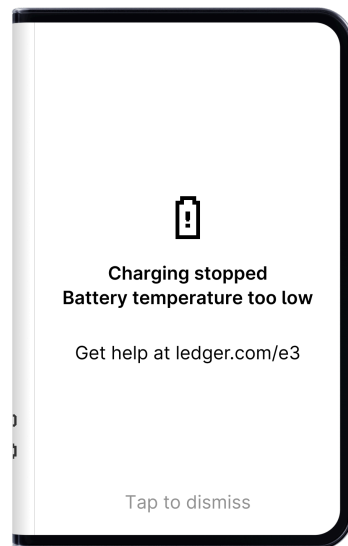 Charging stopped
Battery temperature too low
Get help at ledger.com/e3
Tap to dismiss